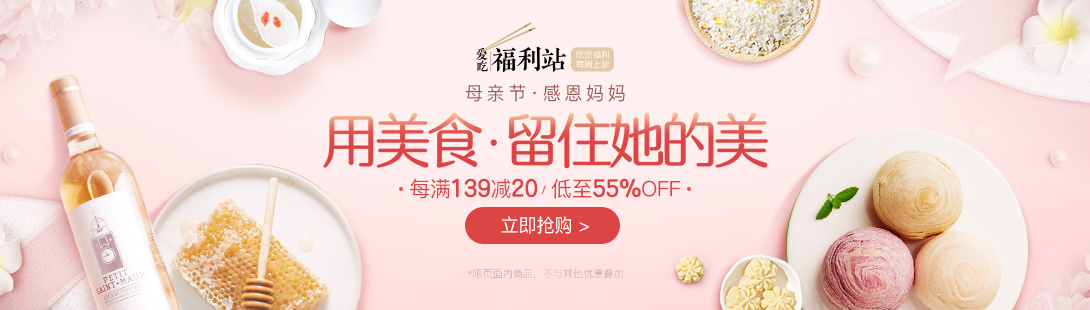 爱吃 福利站 吃货福利 每周上新
母亲节·感恩妈妈
用美食·留住她的美
·每满139减20 / 低至55%OFF·
立即抢购 >
*限页面内商品，不与其他优惠叠加
PETIT
SAINT-MAUR